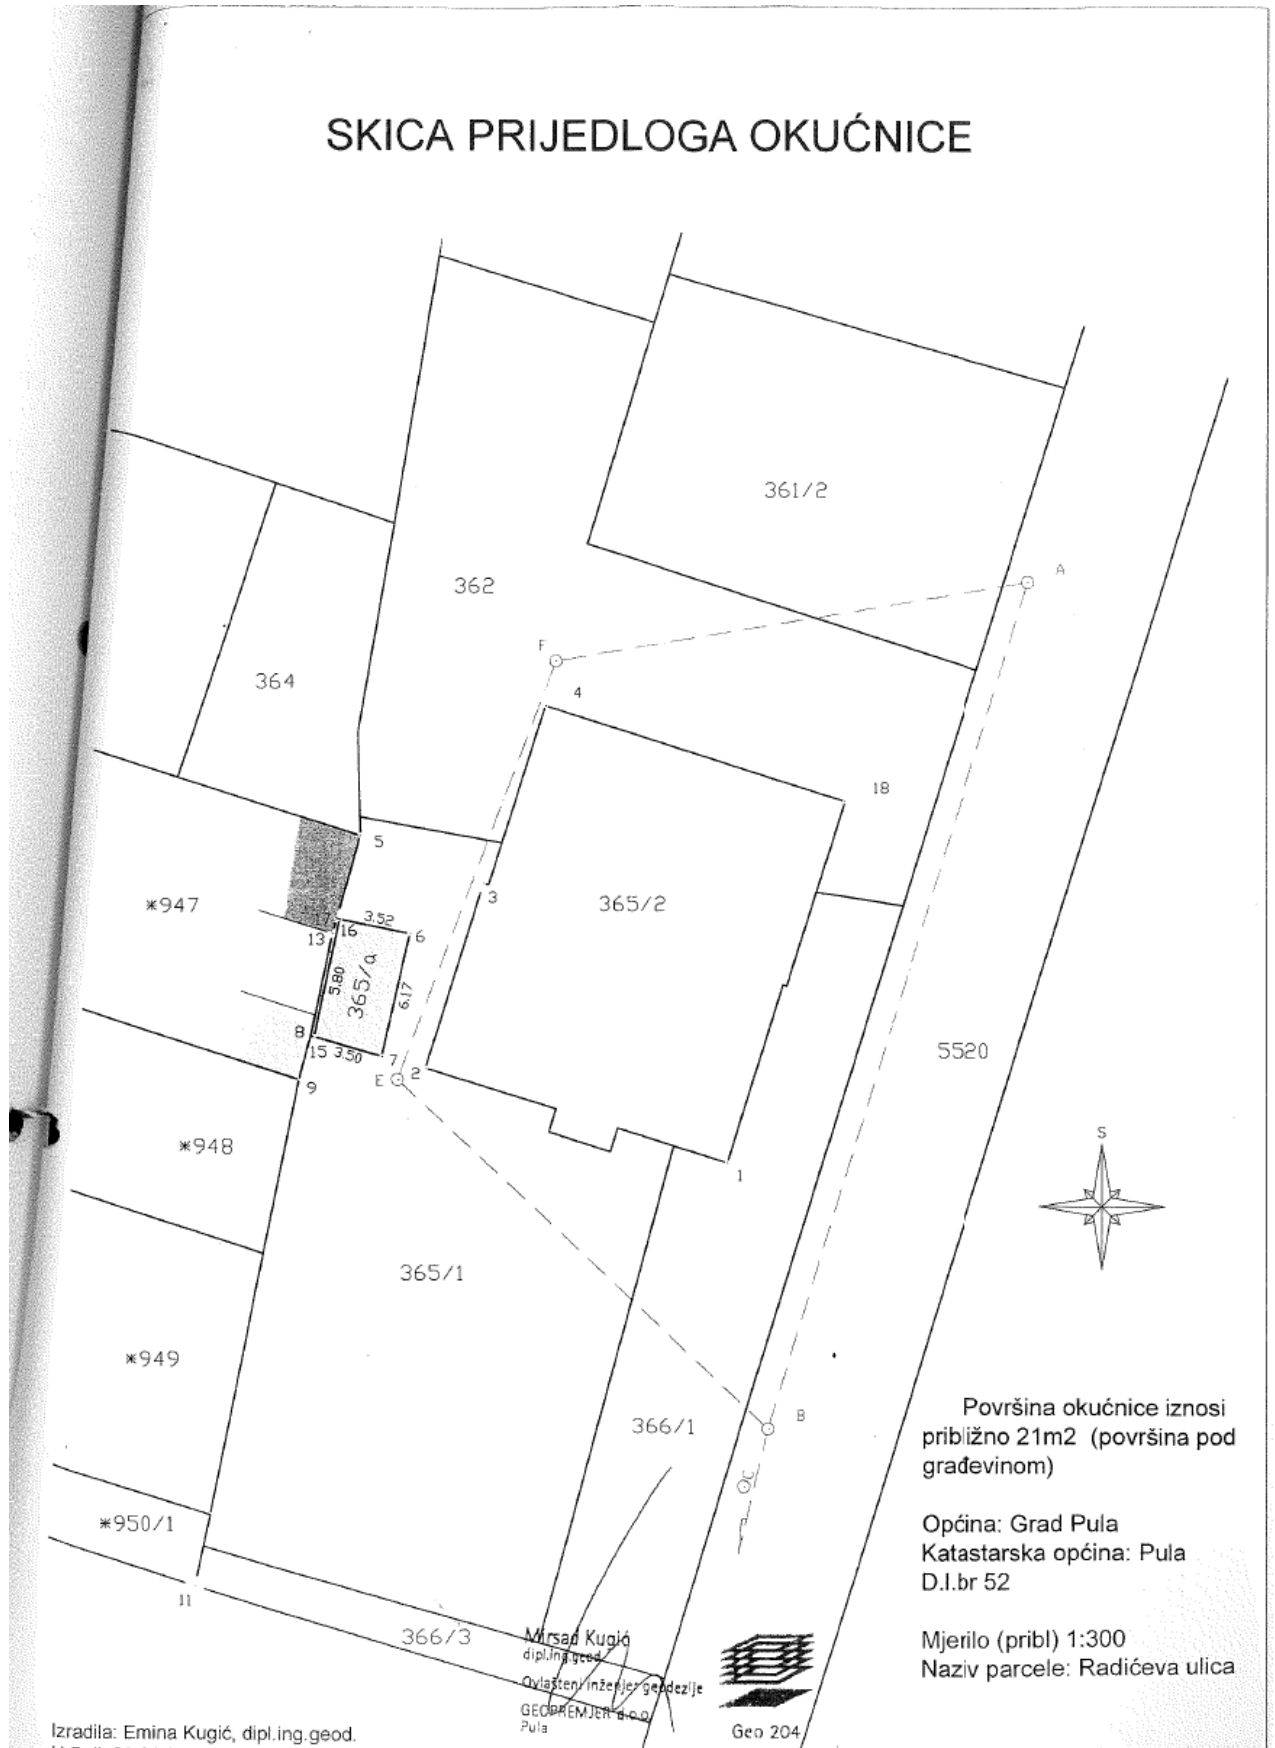 SKICA PRIJEDLOGA OKUĆNICE
361/2
A
362
F
364
4
18
5
3
*947
365/2
3.52
17
16
6
13
5.80
365/a
6.17
8
15
3.50
7
2
E
9
5520
*948
S
1
365/1
*949
B
366/1
C
Površina okućnice iznosi
približno 21m2 (površina pod
građevinom)
*950/1
Općina: Grad Pula
Katastarska općina: Pula
D.l.br 52
11
366/3
Mirsad Kugić
dipl.ing.geod.
Ovlašteni inženjer geodezije
GEOPREMJER d.o.o.
Pula
Mjerilo (pribl) 1:300
Naziv parcele: Radićeva ulica
Geo 204
Izradila: Emina Kugić, dipl.ing.geod.